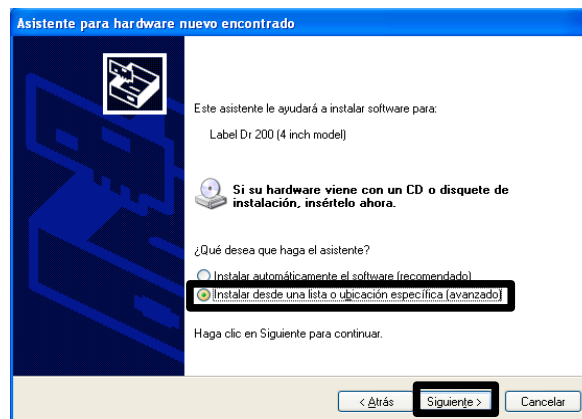 Asistente para hardware nuevo encontrado
Este asistente le ayudará a instalar software para:
Label Dr 200 (4 inch model)
Si su hardware viene con un CD o disquete de
instalación, insértelo ahora.
¿Qué desea que haga el asistente?
Instalar automáticamente el software (recomendado)
Instalar desde una lista o ubicación específica (avanzado)
Haga clic en Siguiente para continuar.
< Atrás
Siguiente >
Cancelar